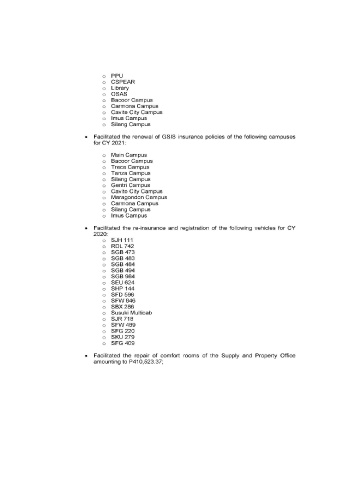 o PPU
o CSPEAR
o Library
o OSAS
o Bacoor Campus
o Carmona Campus
o Cavite City Campus
o Imus Campus
o Silang Campus
• Facilitated the renewal of GSIS insurance policies of the following campuses
for CY 2021:
o Main Campus
o Bacoor Campus
o Trece Campus
o Tanza Campus
o Silang Campus
o Gentri Campus
o Cavite City Campus
o Maragondon Campus
o Carmona Campus
o Silang Campus
o Imus Campus
• Facilitated the re-insurance and registration of the following vehicles for CY
2020:
o SJH 111
o RDL 742
o SGB 473
o SGB 483
o SGB 484
o SGB 494
o SGB 984
o SEU 624
o SHP 144
o SFD 598
o SFW 846
o SBX 286
o Susuki Multicab
o SJR 718
o SFW 489
o SFG 220
o SKU 279
o SFG 409
• Facilitated the repair of comfort rooms of the Supply and Property Office
amounting to P410,523.37;